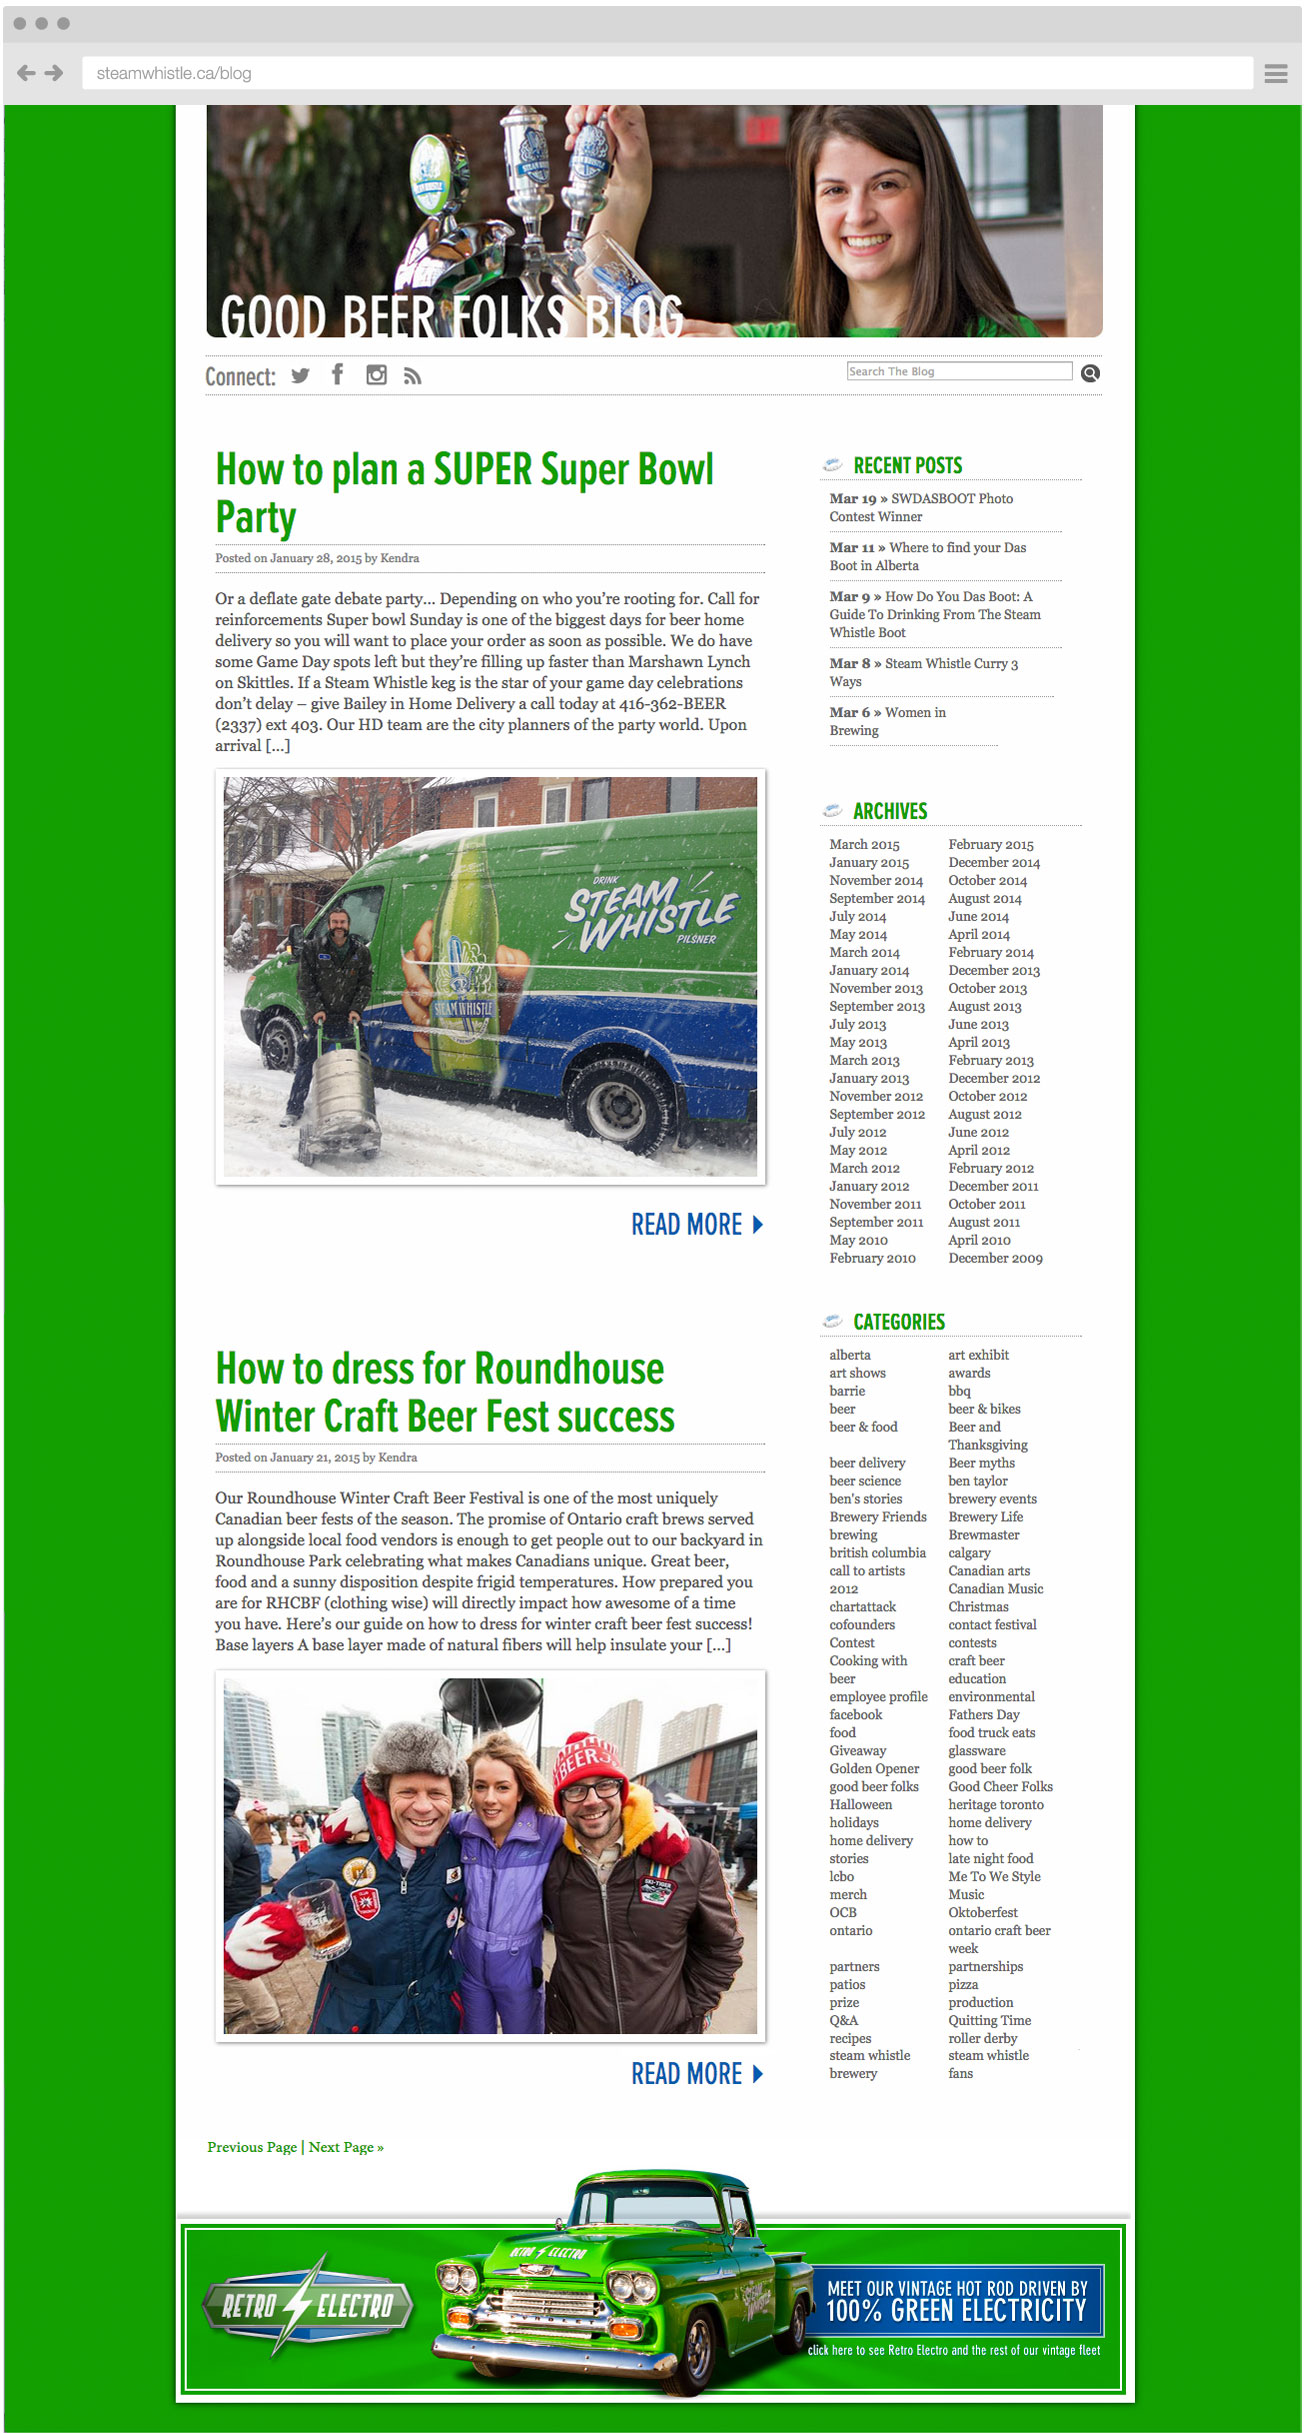 steamwhistle.ca/blog
STEAM WHISTLE
STEAM WHISTLE
STEAM WHISTLE
GOOD BEER FOLKS BLOG
Connect:
Search The Blog
How to plan a SUPER Super Bowl
Party
Posted on January 28, 2015 by Kendra
Or a deflate gate debate party... Depending on who you're rooting for. Call for
reinforcements Super bowl Sunday is one of the biggest days for beer home
delivery so you will want to place your order as soon as possible. We do have
some Game Day spots left but they're filling up faster than Marshawn Lynch
on Skittles. If a Steam Whistle keg is the star of your game day celebrations
don't delay – give Bailey in Home Delivery a call today at 416-362-BEER
(2337) ext 403. Our HD team are the city planners of the party world. Upon
arrival [...]
DRINK
STEAM
WHISTLE
PILSNER
STEAM WHISTLE
READ MORE
How to dress for Roundhouse
Winter Craft Beer Fest success
Posted on January 21, 2015 by Kendra
Our Roundhouse Winter Craft Beer Festival is one of the most uniquely
Canadian beer fests of the season. The promise of Ontario craft brews served
up alongside local food vendors is enough to get people out to our backyard in
Roundhouse Park celebrating what makes Canadians unique. Great beer,
food and a sunny disposition despite frigid temperatures. How prepared you
are for RHCBF (clothing wise) will directly impact how awesome of a time
you have. Here's our guide on how to dress for winter craft beer fest success!
Base layers A base layer made of natural fibers will help insulate your [...]
BEER
SKI-TIGER
READ MORE
Previous Page | Next Page »
RECENT POSTS
Mar 19 » SWDASBOOT Photo
Contest Winner
Mar 11 » Where to find your Das
Boot in Alberta
Mar 9 » How Do You Das Boot: A
Guide To Drinking From The Steam
Whistle Boot
Mar 8 » Steam Whistle Curry 3
Ways
Mar 6 » Women in
Brewing
ARCHIVES
March 2015 February 2015
January 2015 December 2014
November 2014 October 2014
September 2014 August 2014
July 2014 June 2014
May 2014 April 2014
March 2014 February 2014
January 2014 December 2013
November 2013 October 2013
September 2013 August 2013
July 2013 June 2013
May 2013 April 2013
March 2013 February 2013
January 2013 December 2012
November 2012 October 2012
September 2012 August 2012
July 2012 June 2012
May 2012 April 2012
March 2012 February 2012
January 2012 December 2011
November 2011 October 2011
September 2011 August 2011
May 2010 April 2010
February 2010 December 2009
CATEGORIES
alberta art exhibit
art shows awards
barrie bbq
beer beer & bikes
beer & food Beer and
Thanksgiving
beer delivery Beer myths
beer science ben taylor
ben's stories brewery events
Brewery Friends Brewery Life
brewing Brewmaster
british columbia calgary
call to artists Canadian arts
2012 Canadian Music
chartattack Christmas
cofounders contact festival
Contest contests
Cooking with craft beer
beer education
employee profile environmental
facebook Fathers Day
food food truck eats
Giveaway glassware
Golden Opener good beer folk
good beer folks Good Cheer Folks
Halloween heritage toronto
holidays home delivery
home delivery how to
stories late night food
lcbo Me To We Style
merch Music
OCB Oktoberfest
ontario ontario craft beer
week
partners partnerships
patios pizza
prize production
Q&A Quitting Time
recipes roller derby
steam whistle steam whistle
brewery fans
RETRO ELECTRO
RETRO ELECTRO
CHEVROLET
Steam Whistle
MEET OUR VINTAGE HOT ROD DRIVEN BY
100% GREEN ELECTRICITY
click here to see Retro Electro and the rest of our vintage fleet